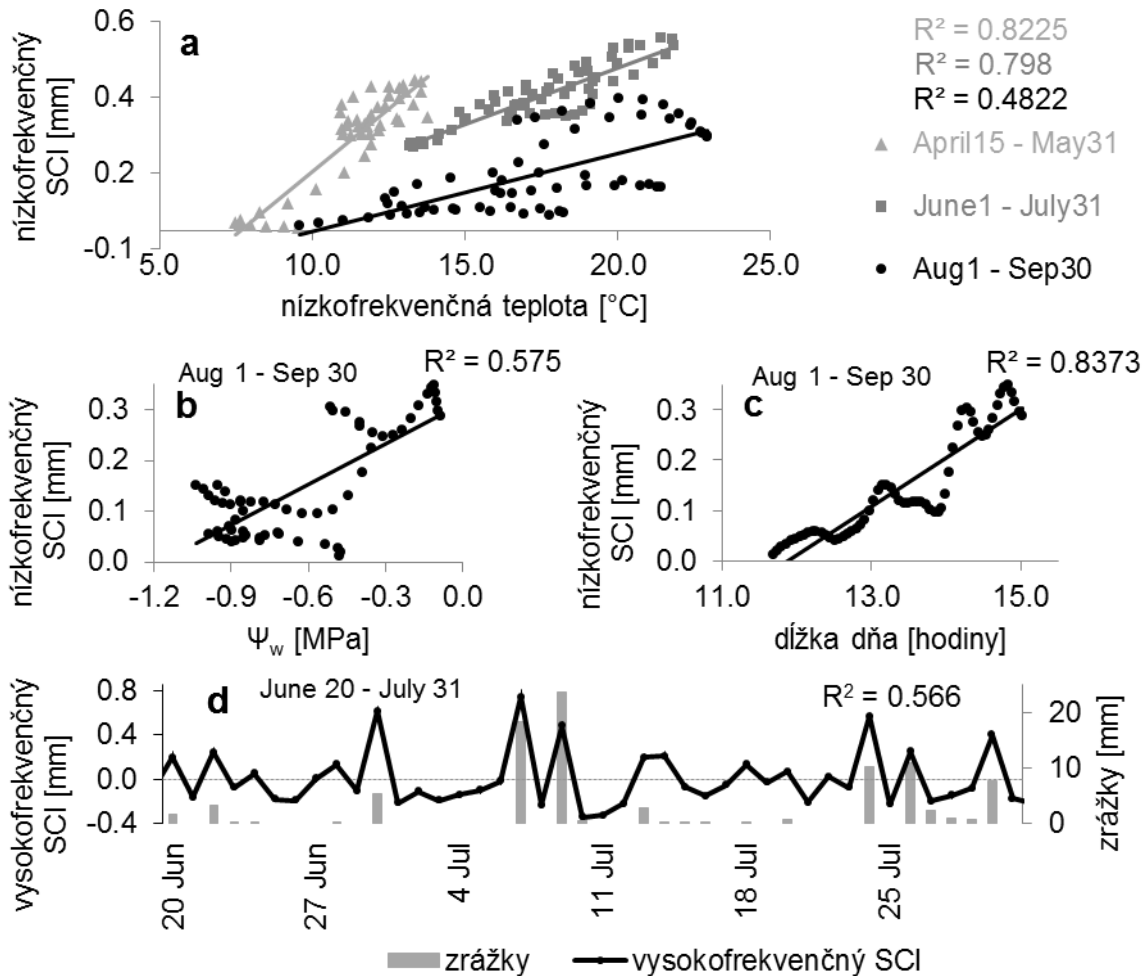 a
nízkofrekvenčný
SCI [mm]
0.6
0.4
0.2
-0.1
5.0 10.0 15.0 20.0 25.0
nízkofrekvenčná teplota [°C]
R² = 0.8225
R² = 0.798
R² = 0.4822
April15 - May31
June1 - July31
Aug1 - Sep30
Aug 1 - Sep 30
R² = 0.575
b
nízkofrekvenčný
SCI [mm]
0.3
0.2
0.1
0.0
-1.2 -0.9 -0.6 -0.3 0.0
Ψw [MPa]
R² = 0.8373
Aug 1 - Sep 30
c
nízkofrekvenčný
SCI [mm]
0.3
0.2
0.1
0.0
11.0 13.0 15.0
dĺžka dňa [hodiny]
d
June 20 - July 31
R² = 0.566
vysokofrekvenčný
SCI [mm]
0.8
0.4
0.0
-0.4
20
10
0
zrážky [mm]
20 Jun
27 Jun
4 Jul
11 Jul
18 Jul
25 Jul
zrážky
vysokofrekvenčný SCI